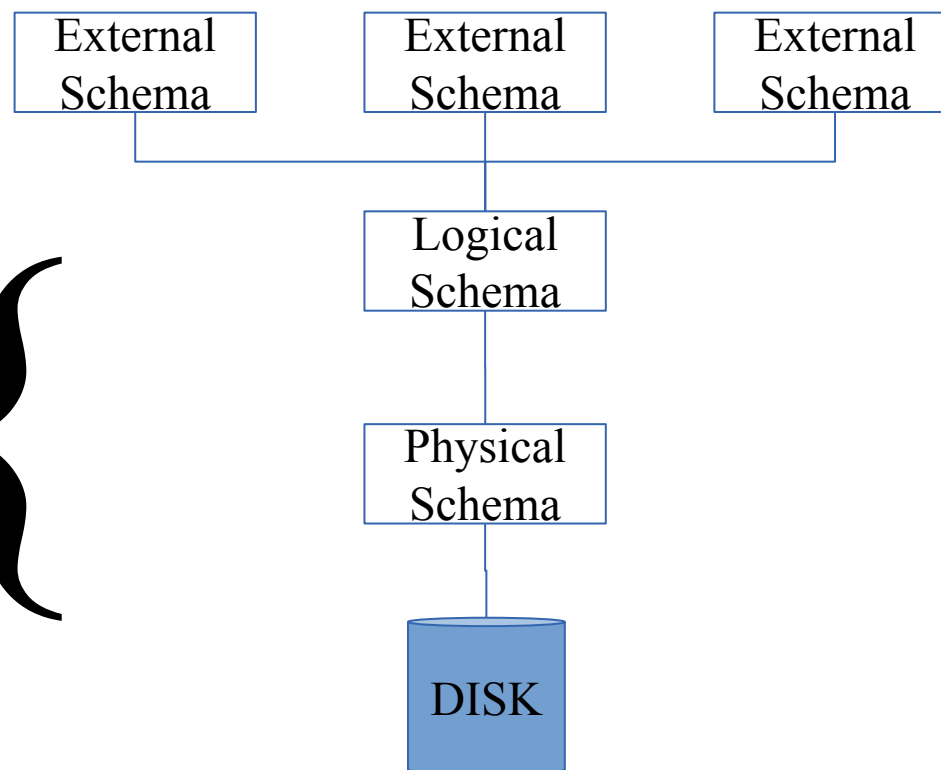 External
Schema
External
Schema
External
Schema
Logical
Schema
Physical
Schema
DISK